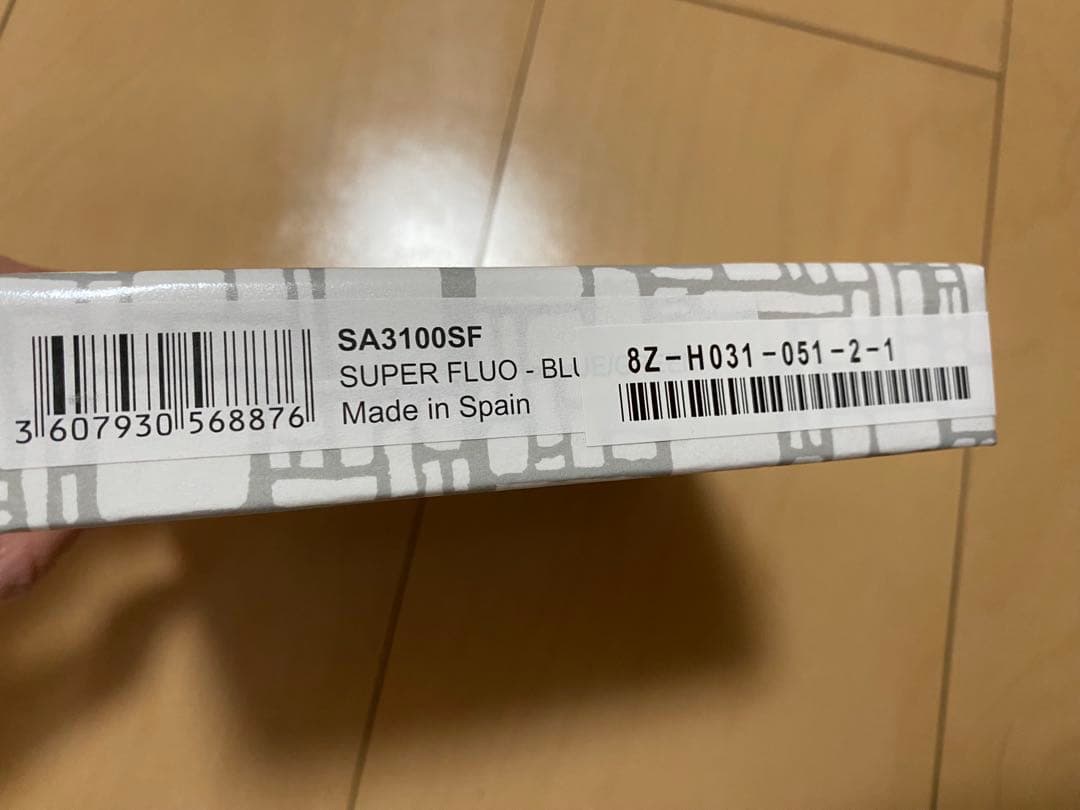 SA3100SF
SUPER FLUO - BLU
Made in Spain
3 607930 568876
8Z-H031-051-2-1